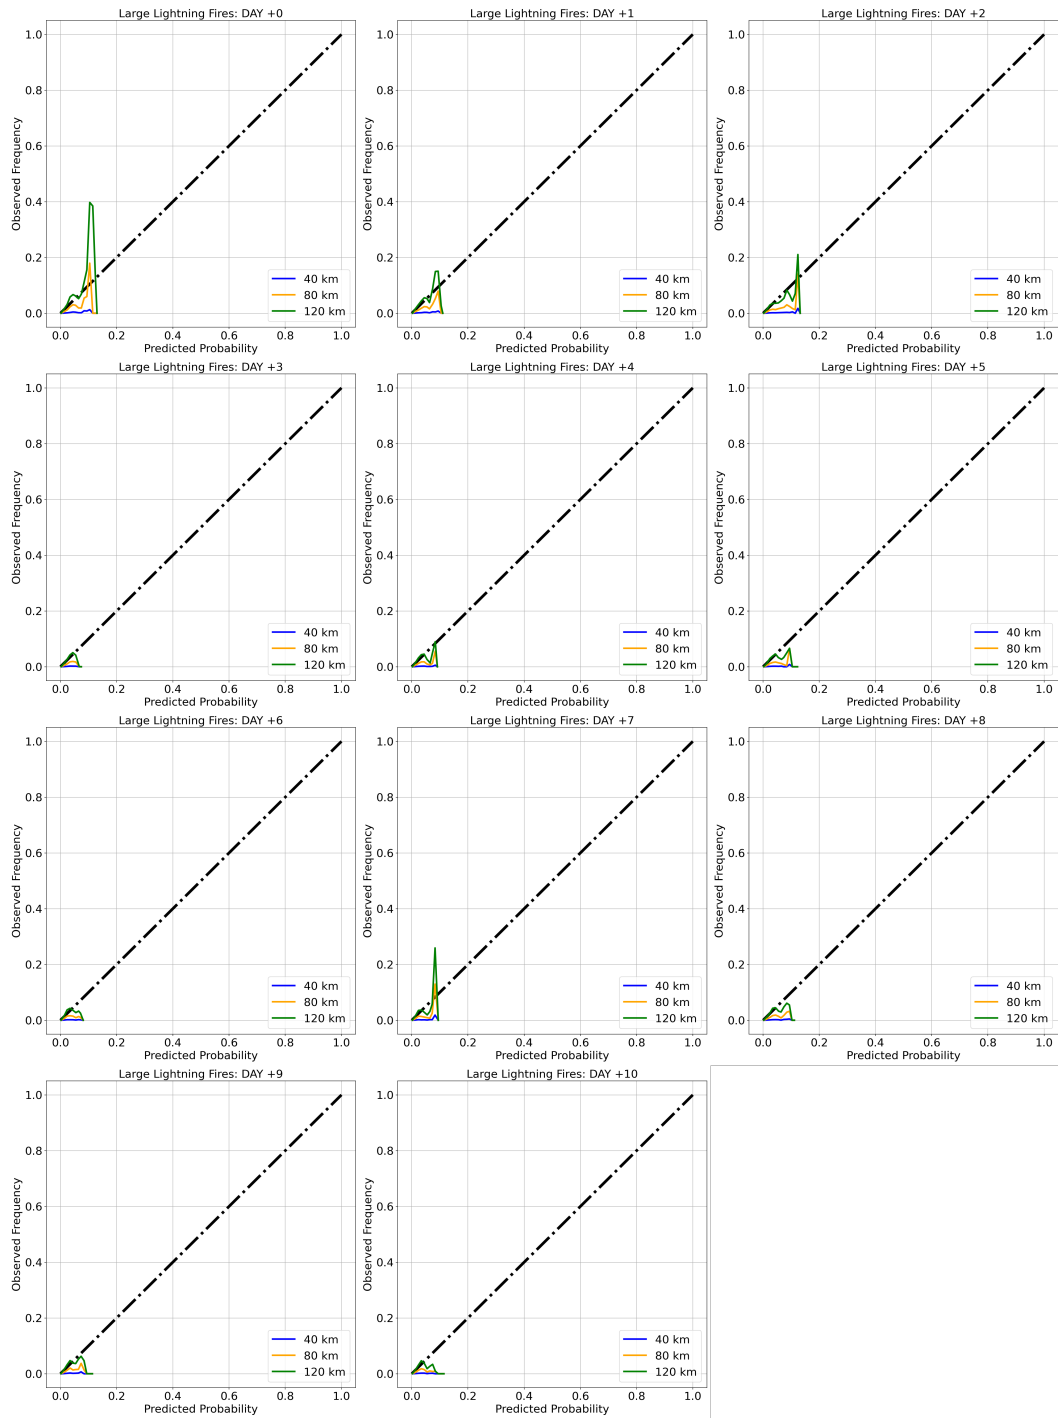 Large Lightning Fires: DAY +0
1.0
0.8
0.6
0.4
0.2
0.0
Observed Frequency
0.0 0.2 0.4 0.6 0.8 1.0
Predicted Probability
40 km
80 km
120 km
Large Lightning Fires: DAY +1
1.0
0.8
0.6
0.4
0.2
0.0
Observed Frequency
0.0 0.2 0.4 0.6 0.8 1.0
Predicted Probability
40 km
80 km
120 km
Large Lightning Fires: DAY +2
1.0
0.8
0.6
0.4
0.2
0.0
Observed Frequency
0.0 0.2 0.4 0.6 0.8 1.0
Predicted Probability
40 km
80 km
120 km
Large Lightning Fires: DAY +3
1.0
0.8
0.6
0.4
0.2
0.0
Observed Frequency
0.0 0.2 0.4 0.6 0.8 1.0
Predicted Probability
40 km
80 km
120 km
Large Lightning Fires: DAY +4
1.0
0.8
0.6
0.4
0.2
0.0
Observed Frequency
0.0 0.2 0.4 0.6 0.8 1.0
Predicted Probability
40 km
80 km
120 km
Large Lightning Fires: DAY +5
1.0
0.8
0.6
0.4
0.2
0.0
Observed Frequency
0.0 0.2 0.4 0.6 0.8 1.0
Predicted Probability
40 km
80 km
120 km
Large Lightning Fires: DAY +6
1.0
0.8
0.6
0.4
0.2
0.0
Observed Frequency
0.0 0.2 0.4 0.6 0.8 1.0
Predicted Probability
40 km
80 km
120 km
Large Lightning Fires: DAY +7
1.0
0.8
0.6
0.4
0.2
0.0
Observed Frequency
0.0 0.2 0.4 0.6 0.8 1.0
Predicted Probability
40 km
80 km
120 km
Large Lightning Fires: DAY +8
1.0
0.8
0.6
0.4
0.2
0.0
Observed Frequency
0.0 0.2 0.4 0.6 0.8 1.0
Predicted Probability
40 km
80 km
120 km
Large Lightning Fires: DAY +9
1.0
0.8
0.6
0.4
0.2
0.0
Observed Frequency
0.0 0.2 0.4 0.6 0.8 1.0
Predicted Probability
40 km
80 km
120 km
Large Lightning Fires: DAY +10
1.0
0.8
0.6
0.4
0.2
0.0
Observed Frequency
0.0 0.2 0.4 0.6 0.8 1.0
Predicted Probability
40 km
80 km
120 km